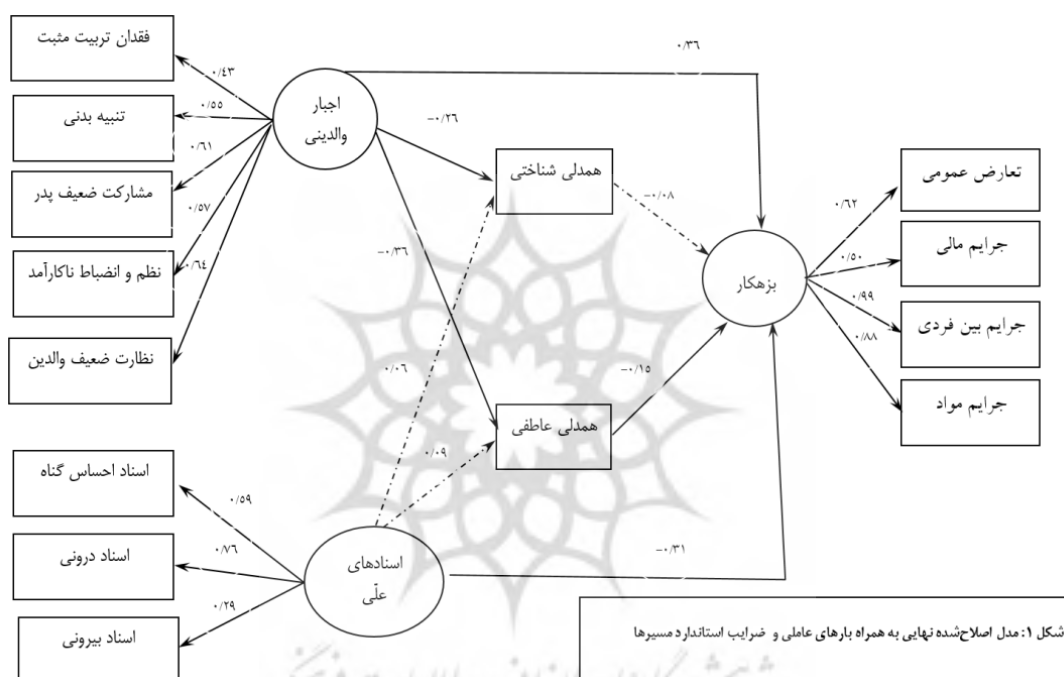 فقدان تربیت مثبت
تنبیه بدنی
مشارکت ضعیف پدر
نظم و انضباط ناکارآمد
نظارت ضعیف والدین
۰/۴۳
۰/۵۵
۰/۶۱
۰/۵۷
۰/۶٤
اجبار
والدینی
۰/۳۶
−۰/۲۶
−۰/۳۶
همدلی شناختی
−۰/۰۸
۰/۰۶
همدلی عاطفی
−۰/۱۵
۰/۰۹
بزهکار
۰/۶۲
۰/۵۰
۰/۹۹
۰/۸۸
تعارض عمومی
جرایم مالی
جرایم بین فردی
جرایم مواد
اسناد احساس گناه
اسناد درونی
اسناد بیرونی
۰/۵۹
۰/۷۶
۰/۲۹
اسنادهای
علّی
−۰/۳۱
شکل ۱: مدل اصلاح‌شده نهایی به همراه بارهای عاملی و ضرایب استاندارد مسیرها